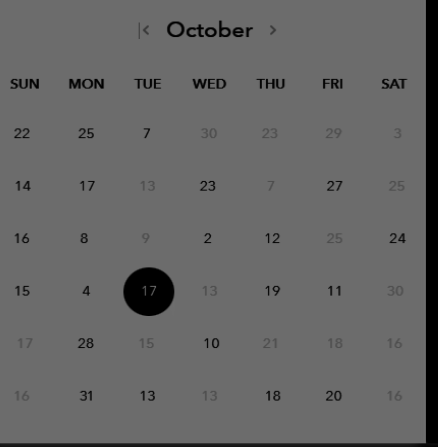 |< October >
SUN MON TUE WED THU FRI SAT
22 25 7 30 23 29 3
14 17 13 23 7 27 25
16 8 9 2 12 25 24
15 4 17 13 19 11 30
17 28 15 10 21 18 16
16 31 13 13 18 20 16